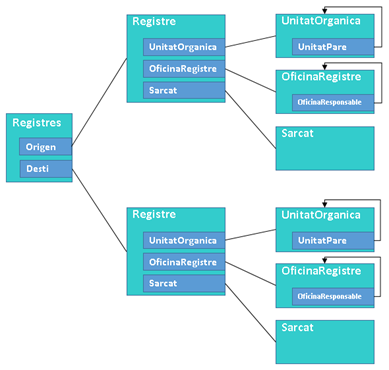 Registres
Origen
Desti
Registre
UnitatOrganica
OficinaRegistre
Sarcat
UnitatOrganica
UnitatPare
OficinaRegistre
OficinaResponsable
Sarcat
Registre
UnitatOrganica
OficinaRegistre
Sarcat
UnitatOrganica
UnitatPare
OficinaRegistre
OficinaResponsable
Sarcat